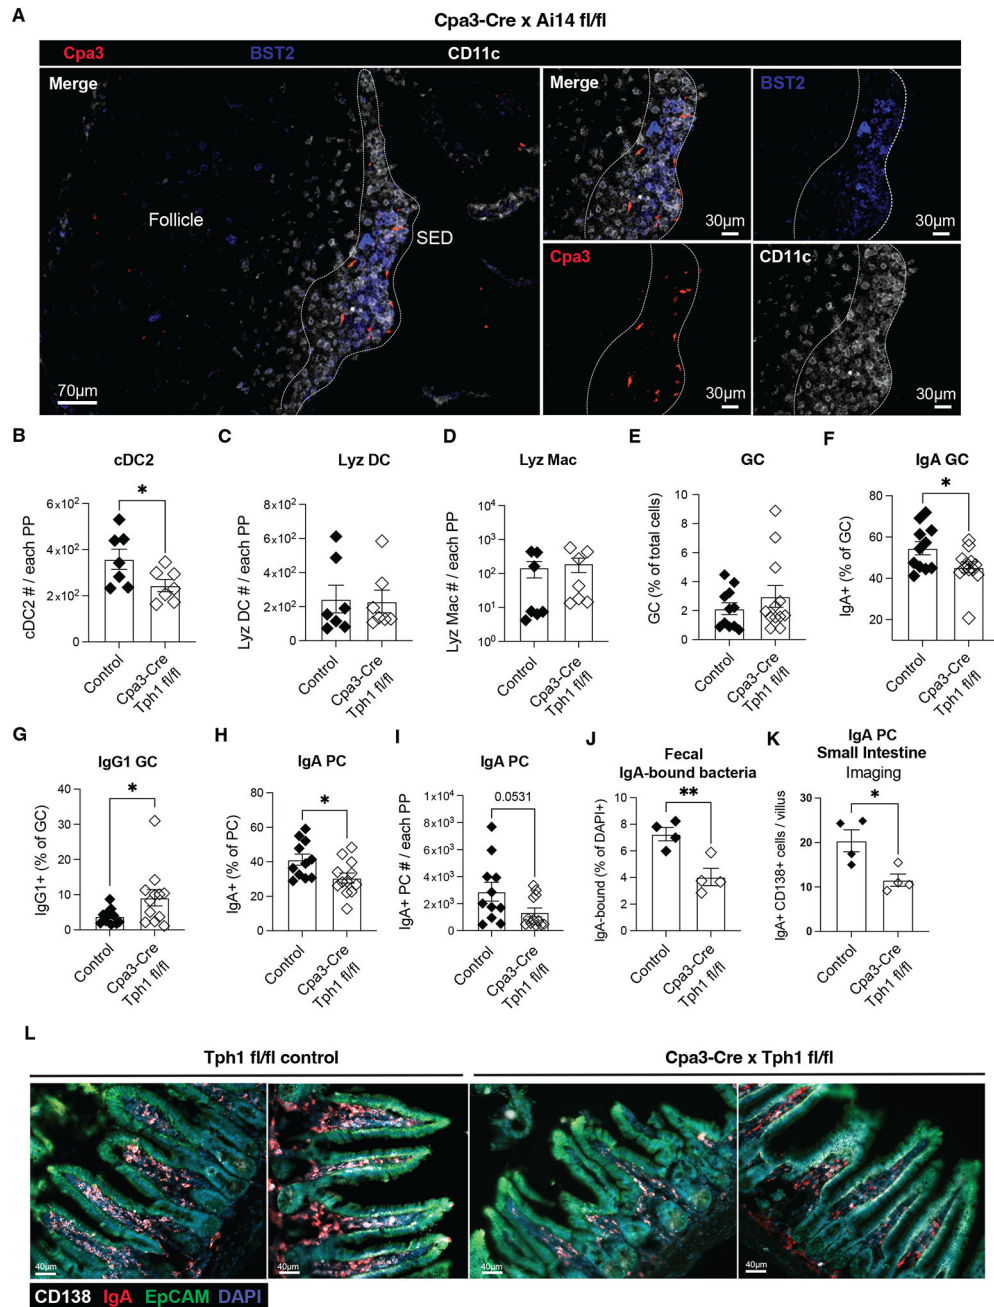 A
Cpa3-Cre x Ai14 fl/fl
Cpa3 BST2 CD11c
Merge
Follicle
SED
70µm
Merge
30µm
BST2
30µm
Cpa3
30µm
CD11c
30µm
B
cDC2
*
cDC2 # / each PP
6×10²
4×10²
2×10²
0
Control
Cpa3-Cre
Tph1 fl/fl
C
Lyz DC
Lyz DC # / each PP
8×10²
6×10²
4×10²
2×10²
0
Control
Cpa3-Cre
Tph1 fl/fl
D
Lyz Mac
Lyz Mac # / each PP
10⁴
10³
10²
10¹
10⁰
Control
Cpa3-Cre
Tph1 fl/fl
E
GC
GC (% of total cells)
10
8
6
4
2
0
Control
Cpa3-Cre
Tph1 fl/fl
F
IgA GC
*
IgA+ (% of GC)
80
60
40
20
Control
Cpa3-Cre
Tph1 fl/fl
G
IgG1 GC
*
IgG1+ (% of GC)
40
30
20
10
0
Control
Cpa3-Cre
Tph1 fl/fl
H
IgA PC
*
IgA+ (% of PC)
80
60
40
20
0
Control
Cpa3-Cre
Tph1 fl/fl
I
IgA PC
0.0531
IgA+ PC # / each PP
1×10⁴
8×10³
6×10³
4×10³
2×10³
0
Control
Cpa3-Cre
Tph1 fl/fl
J
Fecal
IgA-bound bacteria
**
IgA-bound (% of DAPI+)
10
8
6
4
2
0
Control
Cpa3-Cre
Tph1 fl/fl
K
IgA PC
Small Intestine
Imaging
*
IgA+ CD138+ cells / villus
30
20
10
0
Control
Cpa3-Cre
Tph1 fl/fl
L
Tph1 fl/fl control
Cpa3-Cre x Tph1 fl/fl
40µm
40µm
40µm
40µm
CD138 IgA EpCAM DAPI